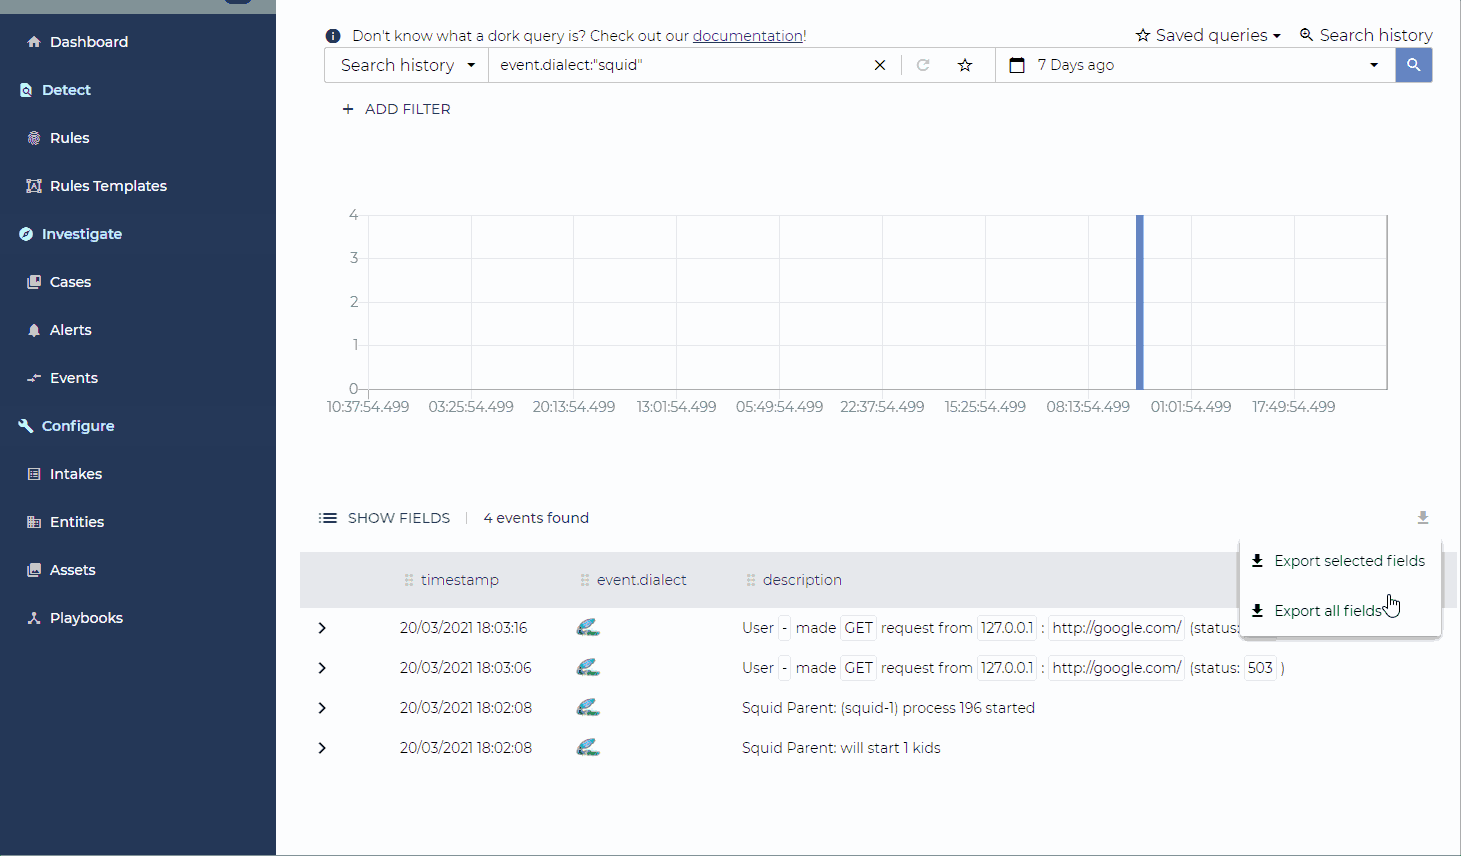 Dashboard
Detect
Rules
Rules Templates
Investigate
Cases
Alerts
Events
Configure
Intakes
Entities
Assets
Playbooks
Don't know what a dork query is? Check out our documentation!
Saved queries
Search history
Search history
event.dialect:"squid"
7 Days ago
+ ADD FILTER
4
3
2
1
0
10:37:54.499 03:25:54.499 20:13:54.499 13:01:54.499 05:49:54.499 22:37:54.499 15:25:54.499 08:13:54.499 01:01:54.499 17:49:54.499
SHOW FIELDS 4 events found
Export selected fields
Export all fields
timestamp event.dialect description
20/03/2021 18:03:16 User - made GET request from 127.0.0.1 : http://google.com/ (status:
20/03/2021 18:03:06 User - made GET request from 127.0.0.1 : http://google.com/ (status: 503 )
20/03/2021 18:02:08 Squid Parent: (squid-1) process 196 started
20/03/2021 18:02:08 Squid Parent: will start 1 kids